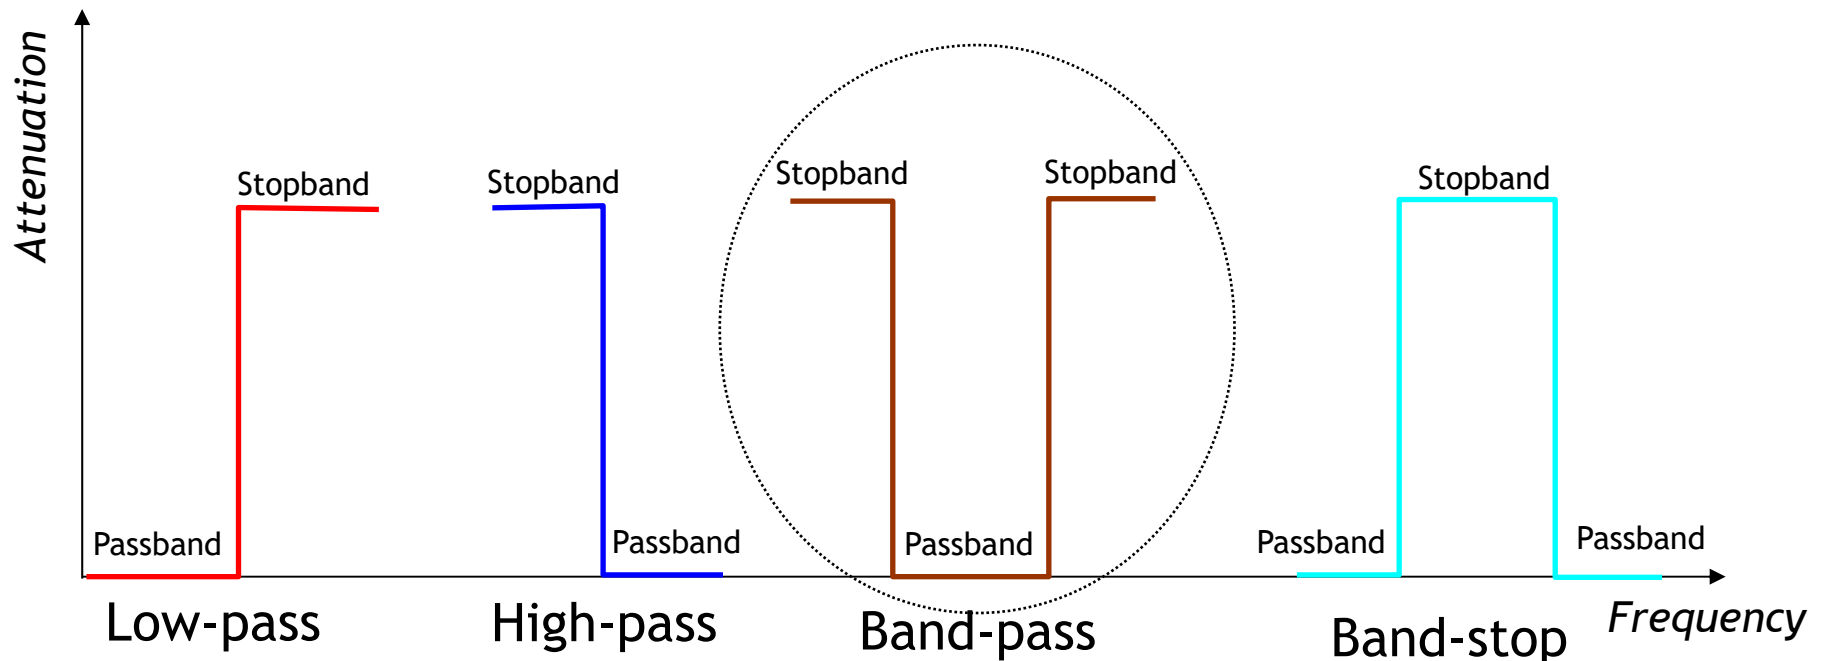 Attenuation
Stopband
Stopband
Stopband
Stopband
Stopband
Passband
Passband
Passband
Passband
Passband
Low-pass
High-pass
Band-pass
Band-stop
Frequency